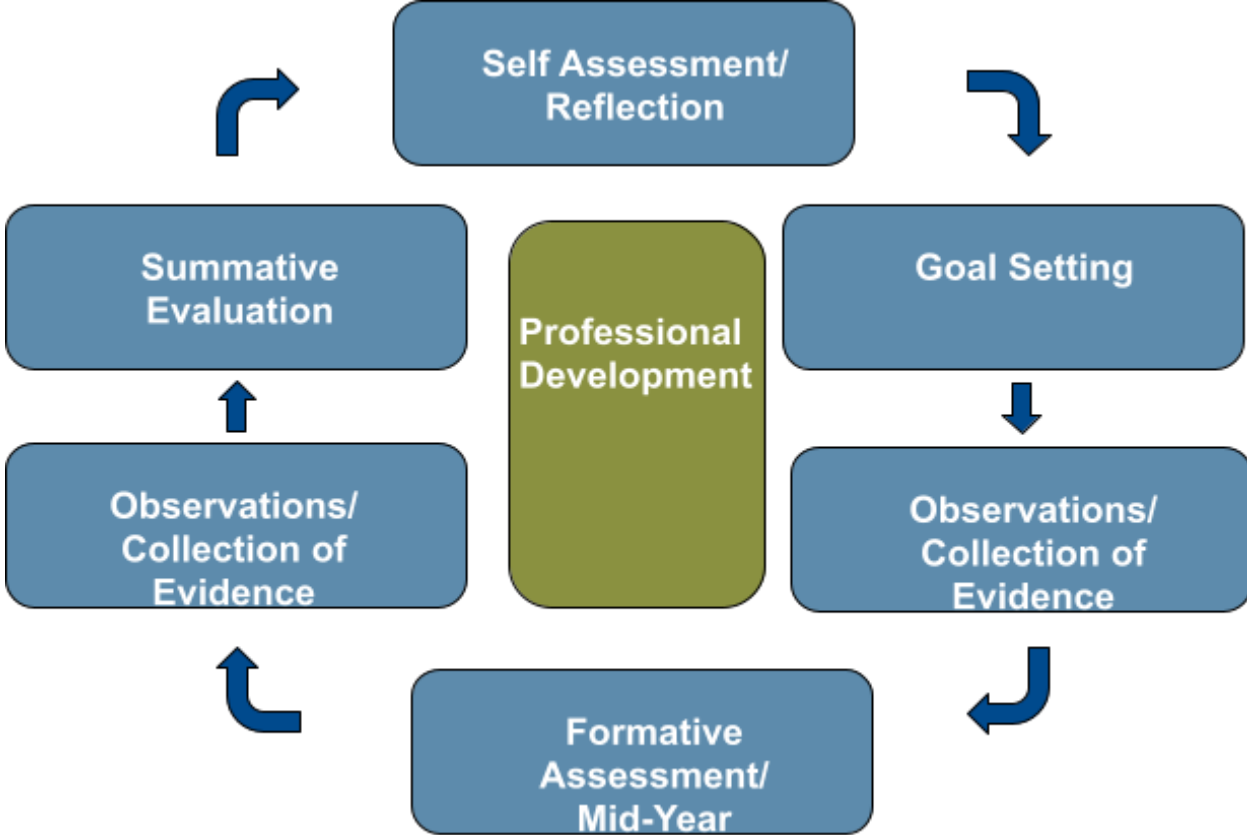 Self Assessment/
Reflection
Summative
Evaluation
Professional
Development
Goal Setting
Observations/
Collection of
Evidence
Observations/
Collection of
Evidence
Formative
Assessment/
Mid-Year